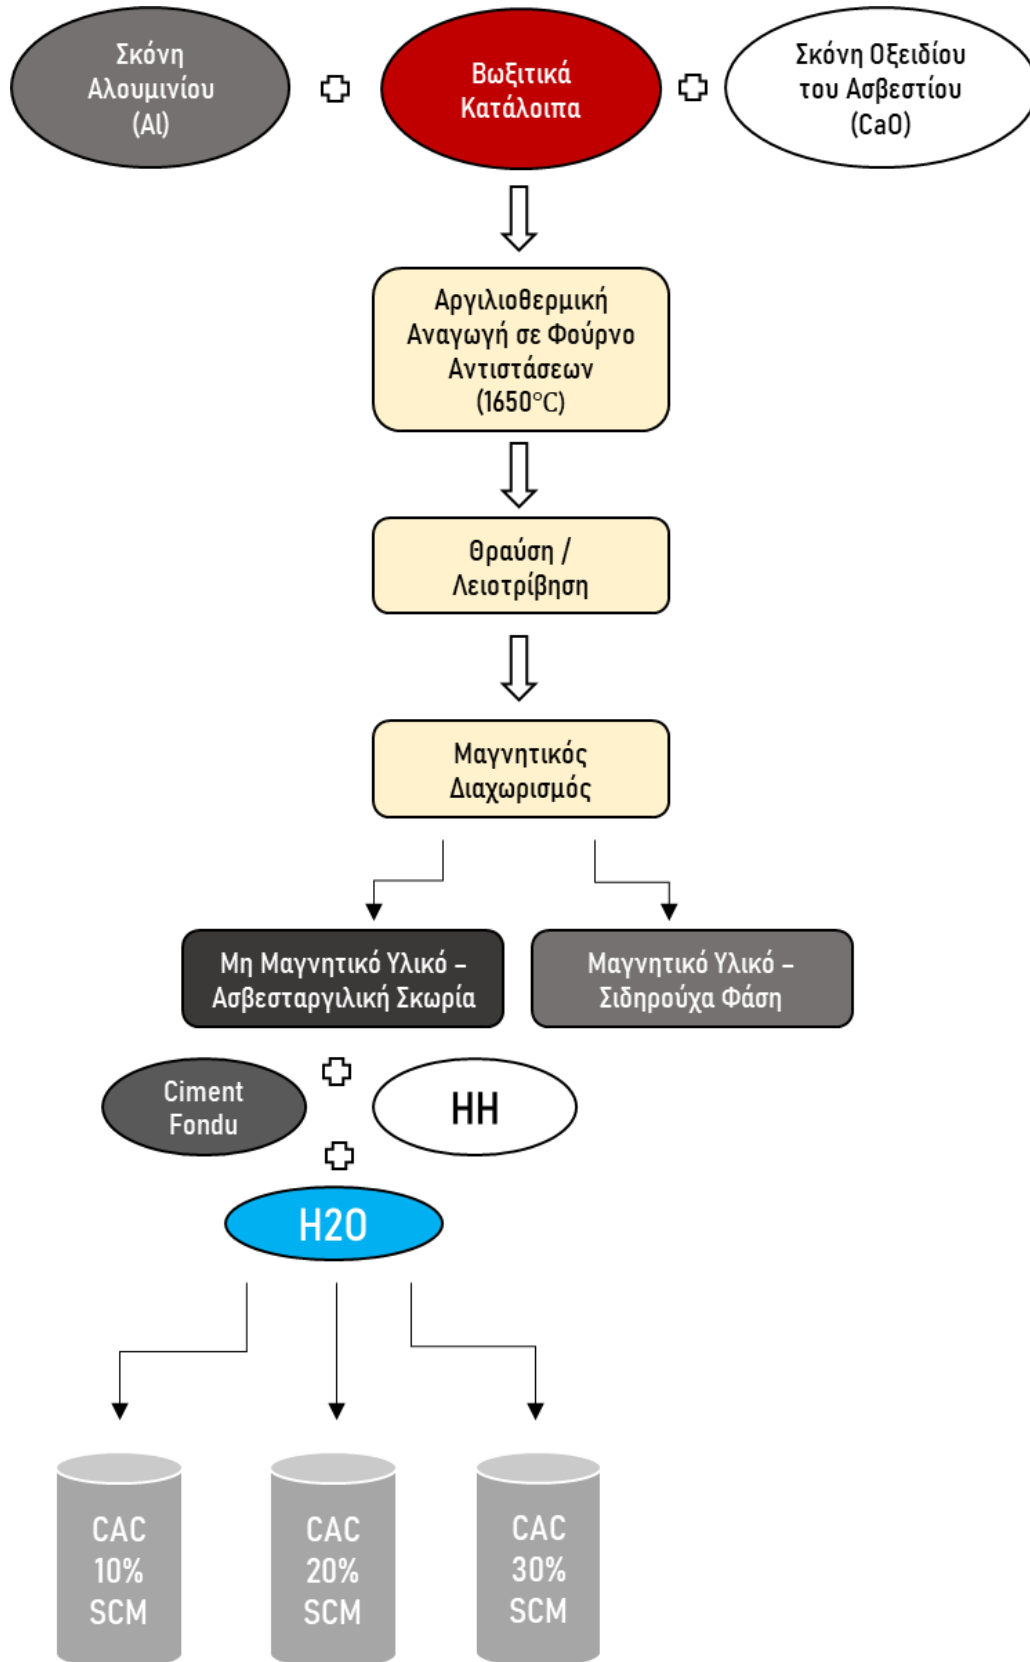 Σκόνη
Αλουμινίου
(Al)
Βωξιτικά
Κατάλοιπα
Σκόνη Οξειδίου
του Ασβεστίου
(CaO)
Αργιλιοθερμική
Αναγωγή σε Φούρνο
Αντιστάσεων
(1650°C)
Θραύση /
Λειοτρίβηση
Μαγνητικός
Διαχωρισμός
Μη Μαγνητικό Υλικό –
Ασβεσταργιλική Σκωρία
Μαγνητικό Υλικό –
Σιδηρούχα Φάση
Ciment
Fondu
HH
H2O
CAC
10%
SCM
CAC
20%
SCM
CAC
30%
SCM